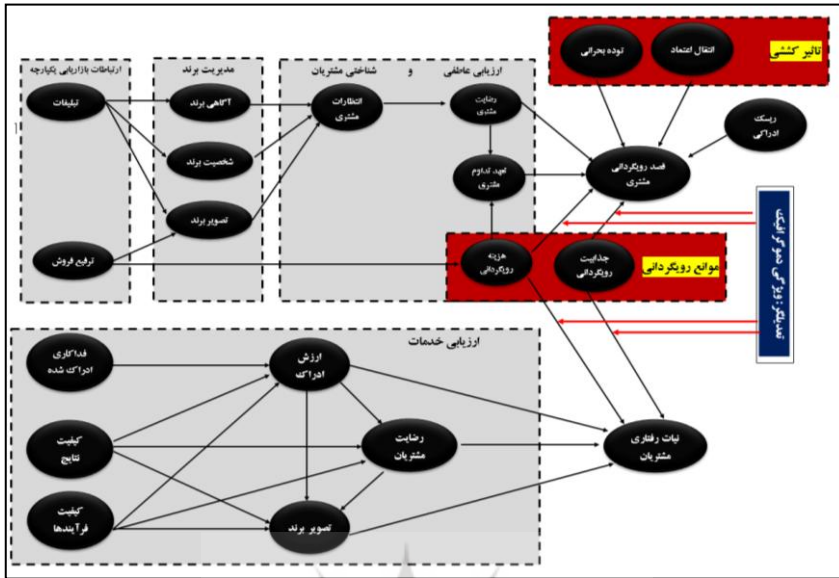 تاثیر کششی
انتقال اعتماد
توده بحرانی
ارزیابی عاطفی و شناختی مشتریان
مدیریت برند
ارتباطات بازاریابی یکپارچه
تبلیغات
آگاهی برند
انتظارات
مشتری
رضایت
مشتری
ریسک
ادراکی
شخصیت برند
تعهد تداوم
مشتری
قصد رویگردانی
مشتری
تصویر برند
ترفیع فروش
هزینه
رویگردانی
جذابیت
رویگردانی
موانع رویگردانی
تعدیلگر: ویژگی دموگرافیک
ارزیابی خدمات
فداکاری
ادراک شده
ارزش
ادراک
کیفیت
نتایج
رضایت
مشتریان
نیات رفتاری
مشتریان
کیفیت
فرآیندها
تصویر برند